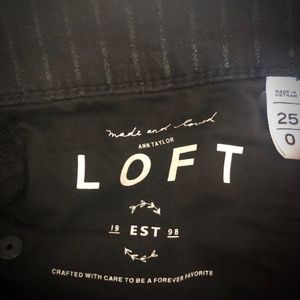 made and loved
ANN TAYLOR
LOFT
19 EST 98
CRAFTED WITH CARE TO BE A FOREVER FAVORITE
MADE IN
VIETNAM
25
0